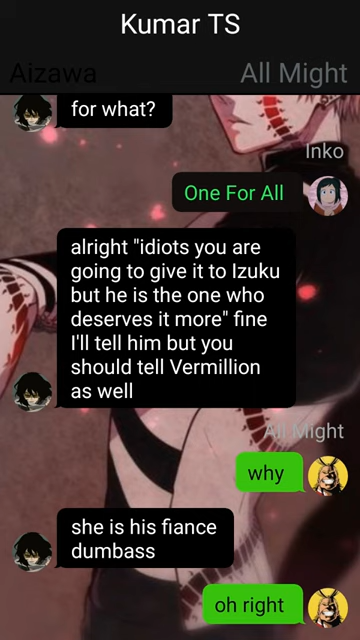 Kumar TS
Aizawa
All Might
for what?
Inko
One For All
alright "idiots you are
going to give it to Izuku
but he is the one who
deserves it more" fine
I'll tell him but you
should tell Vermillion
as well
All Might
why
she is his fiance
dumbass
oh right